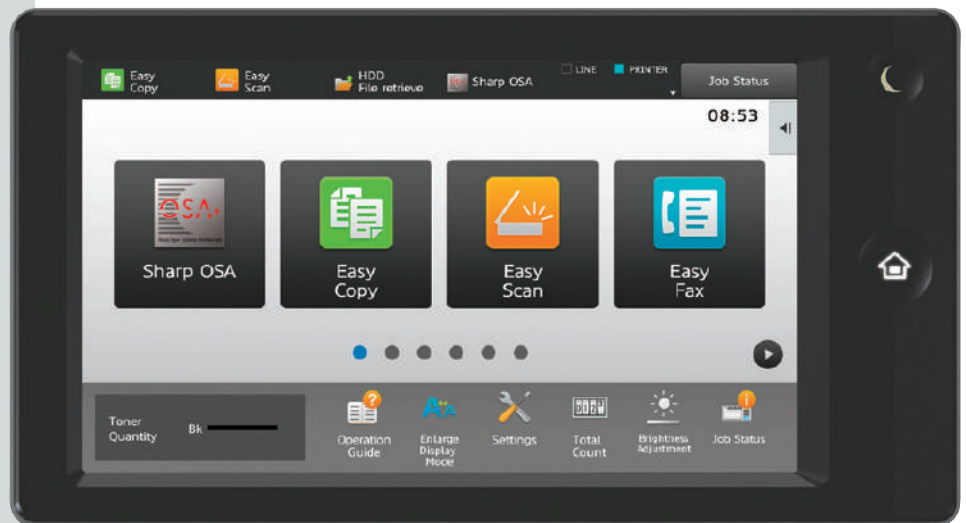 Easy
Copy
Easy
Scan
HDD
File retrieve
Sharp OSA
LINE
PRINTER
Job Status
08:53
OSA
Sharp OSA
Easy
Copy
Easy
Scan
Easy
Fax
Toner
Quantity
Bk
Operation
Guide
Enlarge
Display
Mode
Settings
Total
Count
Brightness
Adjustment
Job Status